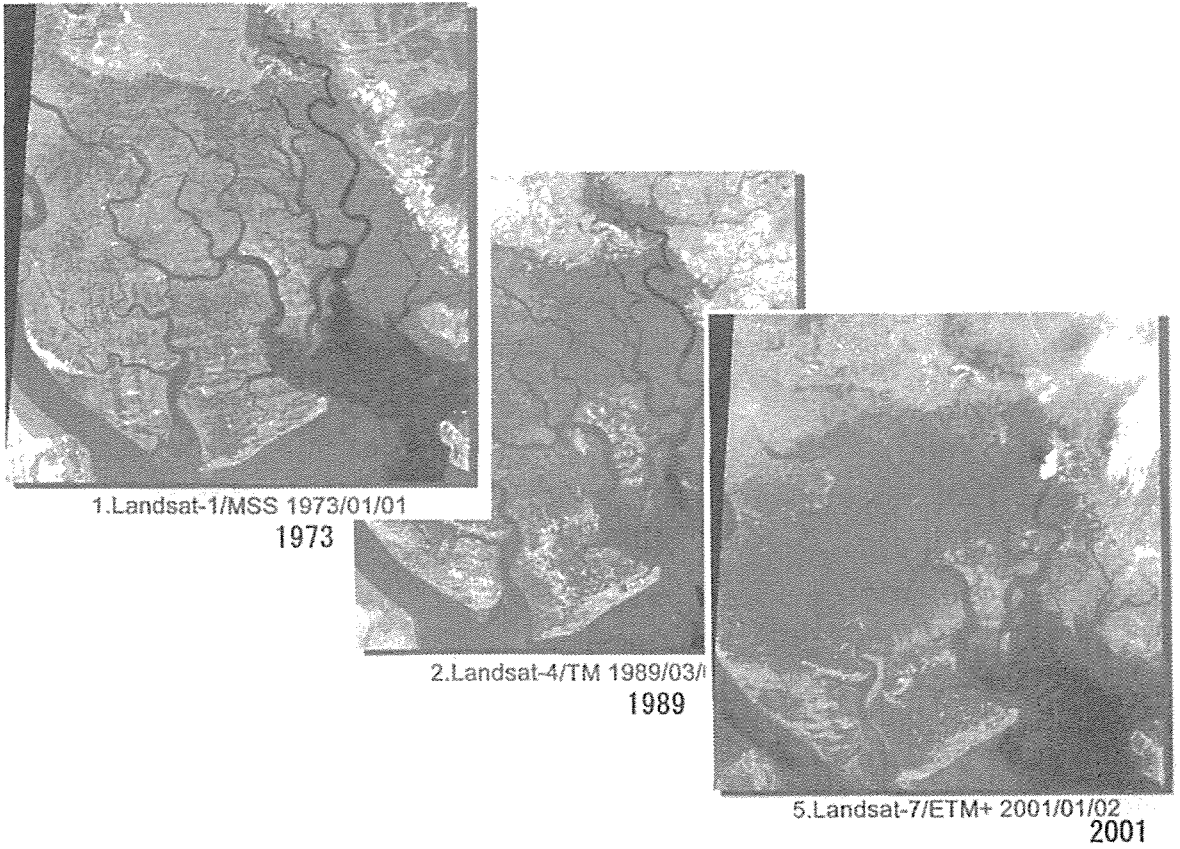 1.Landsat-1/MSS 1973/01/01
1973
2.Landsat-4/TM 1989/03/
1989
5.Landsat-7/ETM+ 2001/01/02
2001